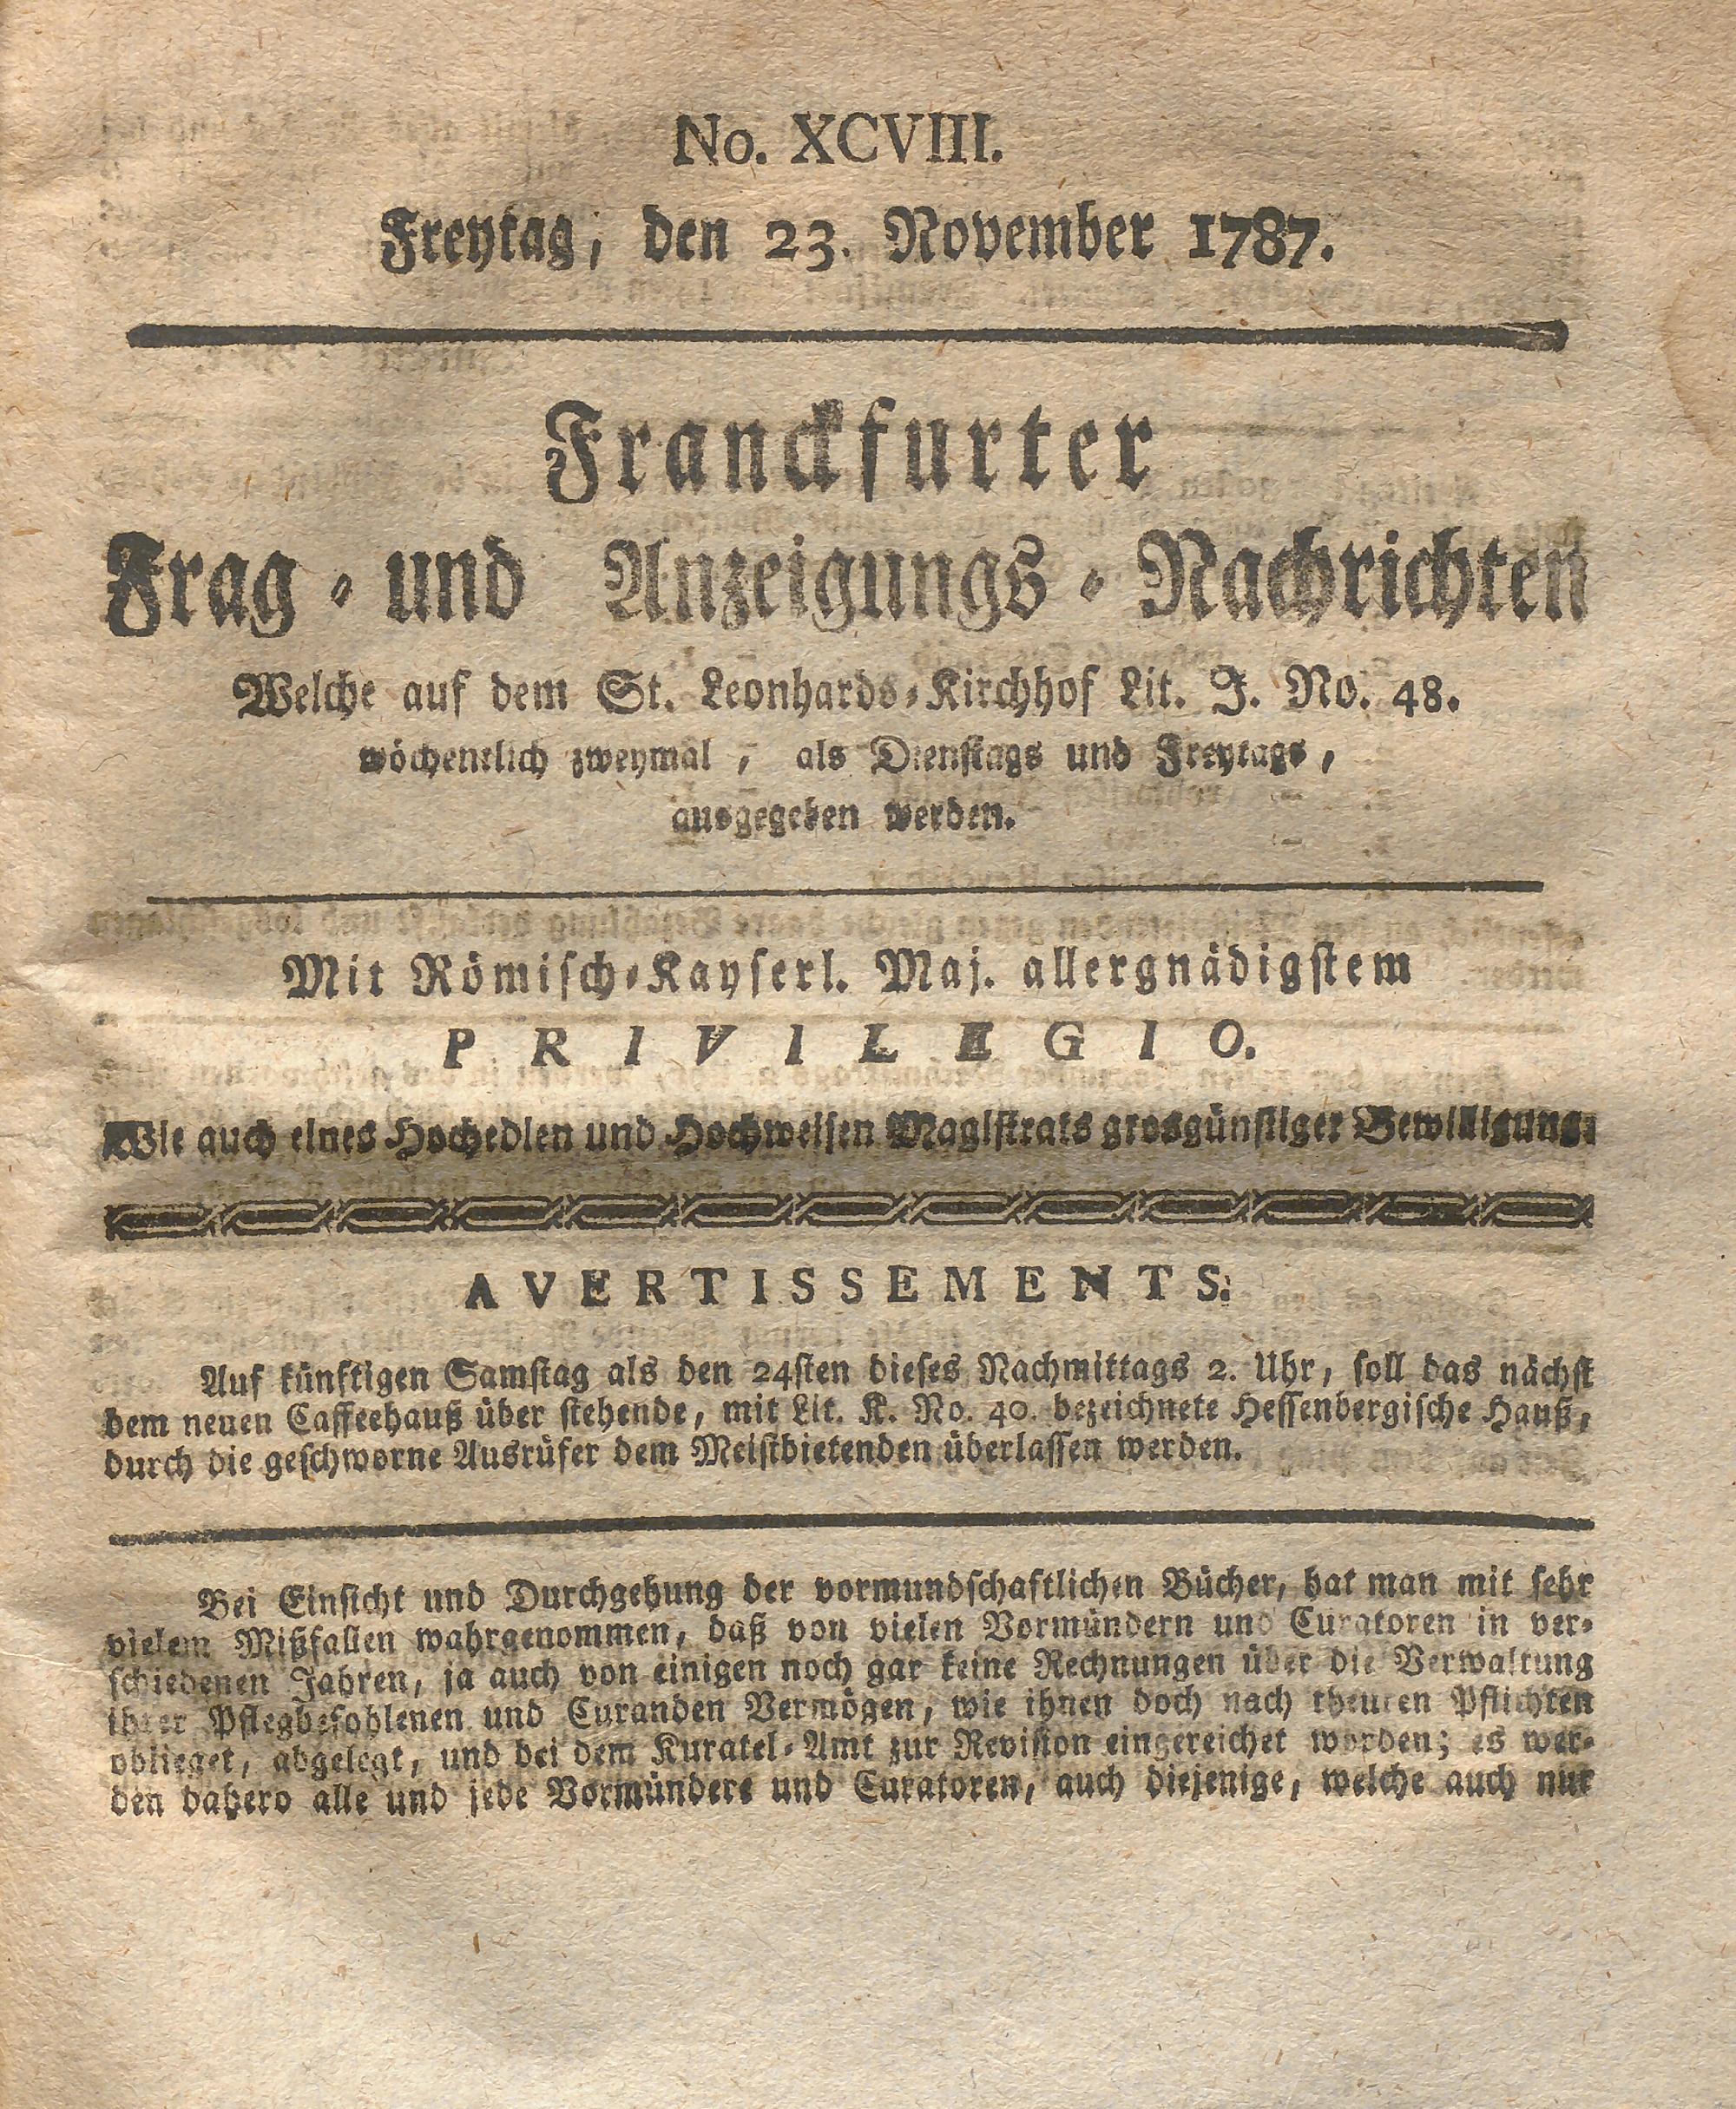 No. XCVIII.
Freytag, den 23. November 1787.
Franckfurter
Frag- und Anzeigungs-Nachrichten
Welche auf dem St. Leonhards-Kirchhof Lit. J. No. 48.
wöchentlich zweymal, als Dienstags und Freytags,
ausgegeben werden.
Mit Römisch-Kayserl. Maj. allergnädigstem
PRIVILEGIO.
Wie auch eines Hochedlen und Hochweisen Magistrats grosgünstiger Bewilligung.
AVERTISSEMENTS.
Auf künftigen Samstag als den 24sten dieses Nachmittags 2. Uhr, soll das nächst
dem neuen Caffeehauß über stehende, mit Lit. K. No. 40. bezeichnete Hessenbergische Hauß,
durch die geschworne Ausrüfer dem Meistbietenden überlassen werden.
Bei Einsicht und Durchgehung der vormundschaftlichen Bücher, hat man mit sehr
vielem Mißfallen wahrgenommen, daß von vielen Vormündern und Curatoren in ver-
schiedenen Jahren, ja auch von einigen noch gar keine Rechnungen über die Verwaltung
ihrer Pflegbefohlenen und Curanden Vermögen, wie ihnen doch nach theuren Pflichten
oblieget, abgelegt, und bei dem Kuratel-Amt zur Revision eingereichet worden; es wer-
den dahero alle und jede Vormündere und Curatoren, auch diejenige, welche auch nur